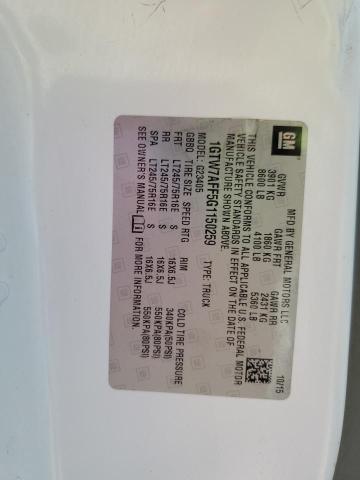 GM
MFD BY GENERAL MOTORS LLC
10/15
GVWR GAWR FRT GAWR RR
3901 KG 1860 KG 2431 KG
8600 LB 4100 LB 5360 LB
THIS VEHICLE CONFORMS TO ALL APPLICABLE U.S. FEDERAL MOTOR
VEHICLE SAFETY STANDARDS IN EFFECT ON THE DATE OF
MANUFACTURE SHOWN ABOVE.
1GTW7AFF5G1150259 TYPE: TRUCK
MODEL: G23405
GBBQ TIRE SIZE SPEED RTG RIM COLD TIRE PRESSURE
FRT LT245/75R16E S 16X6.5J 340KPA(50PSI)
RR LT245/75R16E S 16X6.5J 550KPA(80PSI)
SPA LT245/75R16E S 16X6.5J 550KPA(80PSI)
SEE OWNER'S MANUAL FOR MORE INFORMATION.